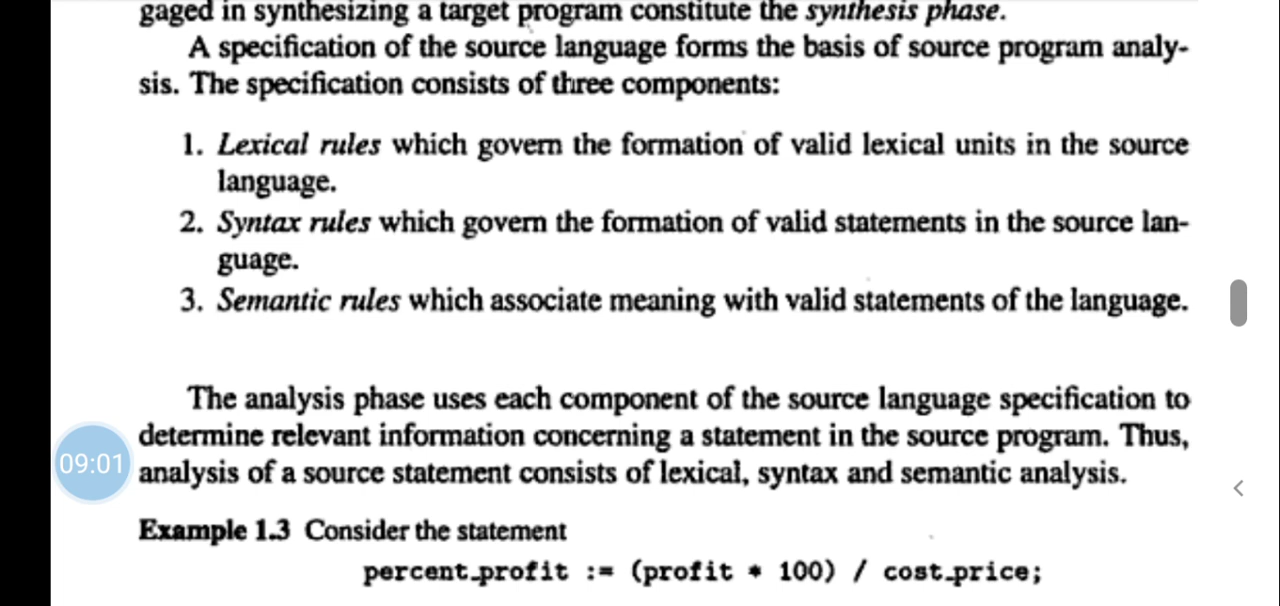 gaged in synthesizing a target program constitute the synthesis phase.
A specification of the source language forms the basis of source program analy-
sis. The specification consists of three components:
1. Lexical rules which govern the formation of valid lexical units in the source
language.
2. Syntax rules which govern the formation of valid statements in the source lan-
guage.
3. Semantic rules which associate meaning with valid statements of the language.
The analysis phase uses each component of the source language specification to
determine relevant information concerning a statement in the source program. Thus,
09:01
analysis of a source statement consists of lexical, syntax and semantic analysis.
Example 1.3 Consider the statement
percent_profit := (profit * 100) / cost_price;